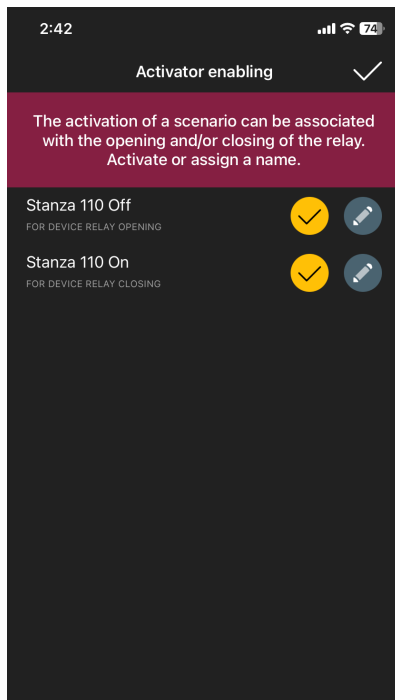 2:42
74
Activator enabling
The activation of a scenario can be associated
with the opening and/or closing of the relay.
Activate or assign a name.
Stanza 110 Off
FOR DEVICE RELAY OPENING
Stanza 110 On
FOR DEVICE RELAY CLOSING